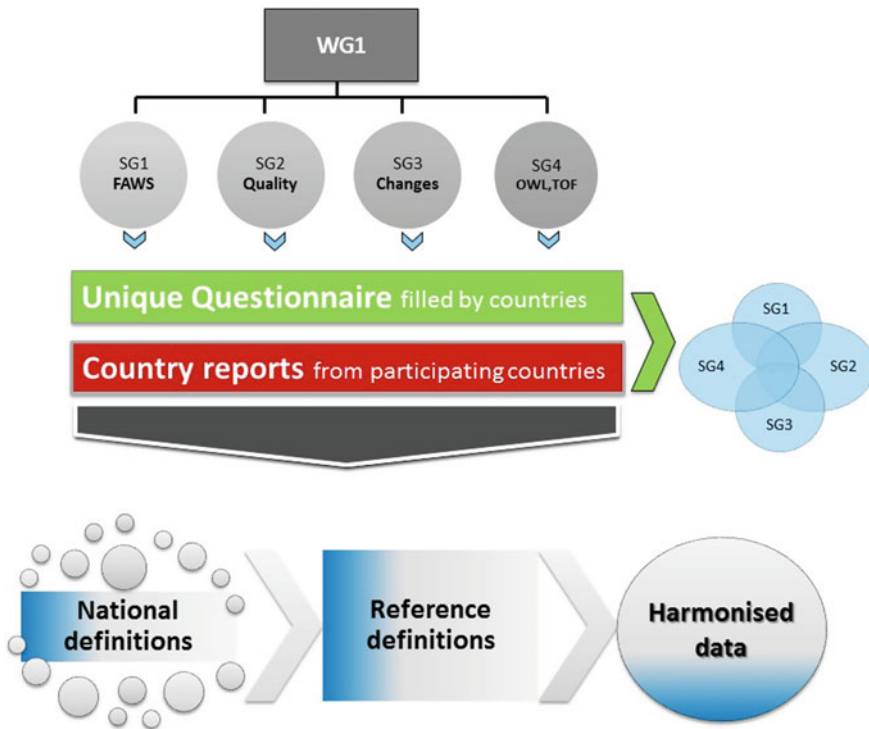 WG1
SG1
FAWS
SG2
Quality
SG3
Changes
SG4
OWL,TOF
Unique Questionnaire filled by countries
Country reports from participating countries
SG1
SG4
SG2
SG3
National
definitions
Reference
definitions
Harmonised
data